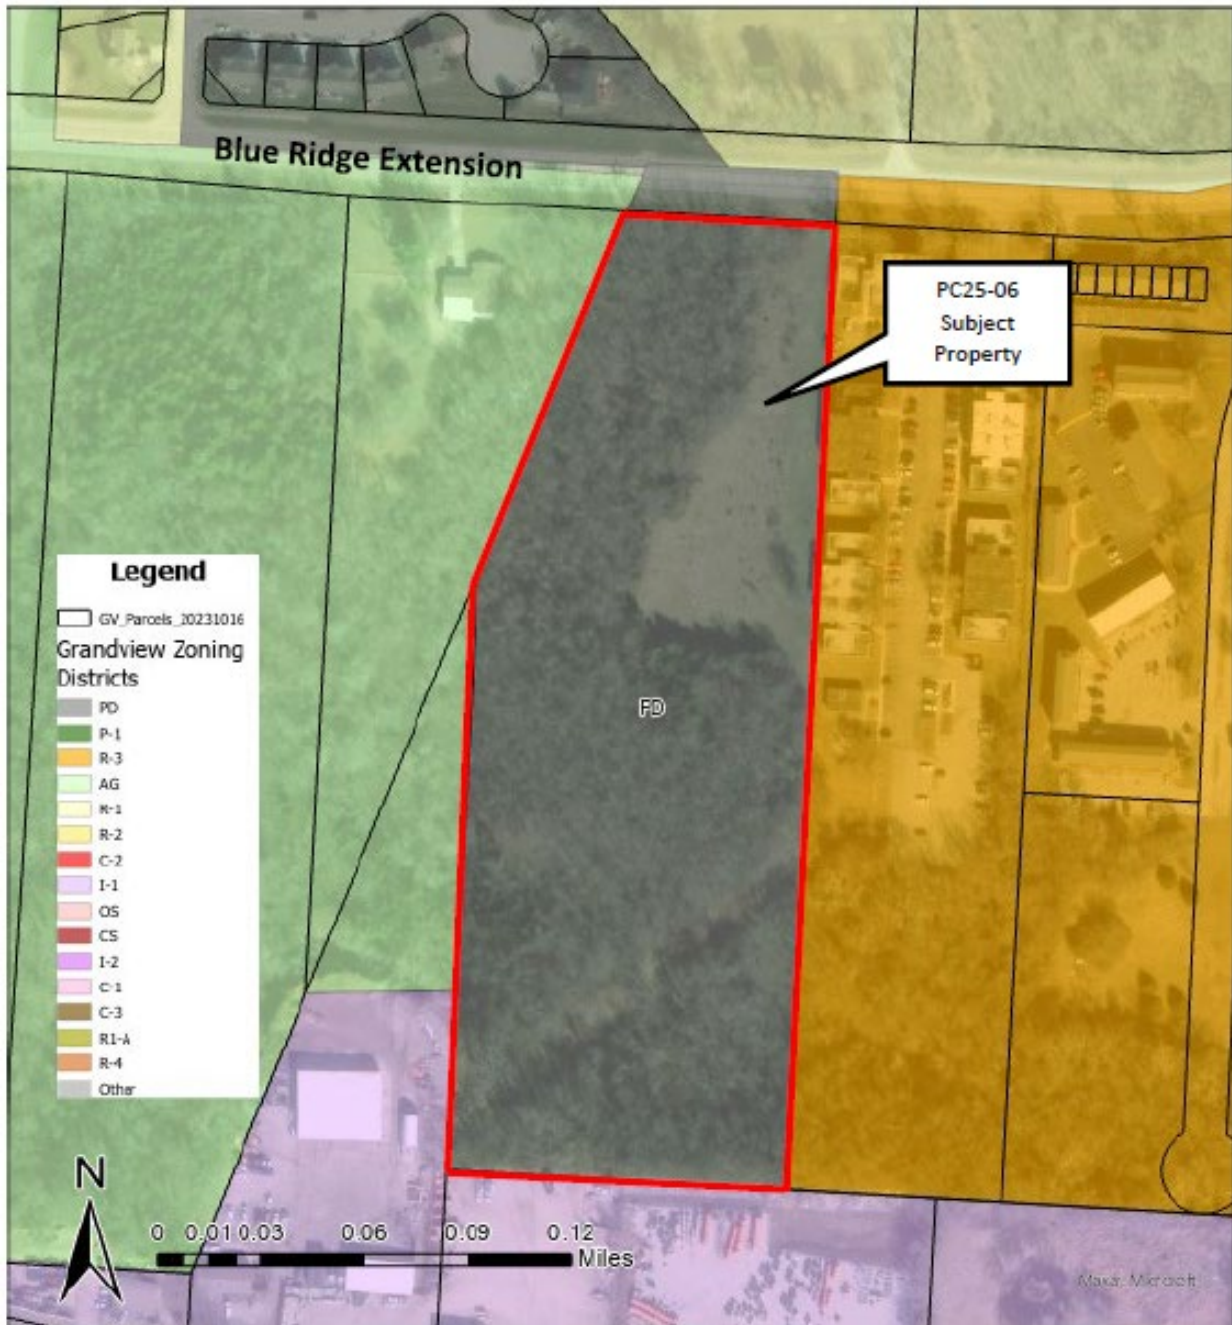 Blue Ridge Extension
PC25-06
Subject
Property
Legend
GV_Parcels_20231016
Grandview Zoning
Districts
PD
P-1
R-3
AG
R-1
R-2
C-2
I-1
OS
CS
I-2
C-1
C-3
R1-A
R-4
Other
PD
N
0 0.01 0.03 0.06 0.09 0.12
Miles
Maxar, Microsoft